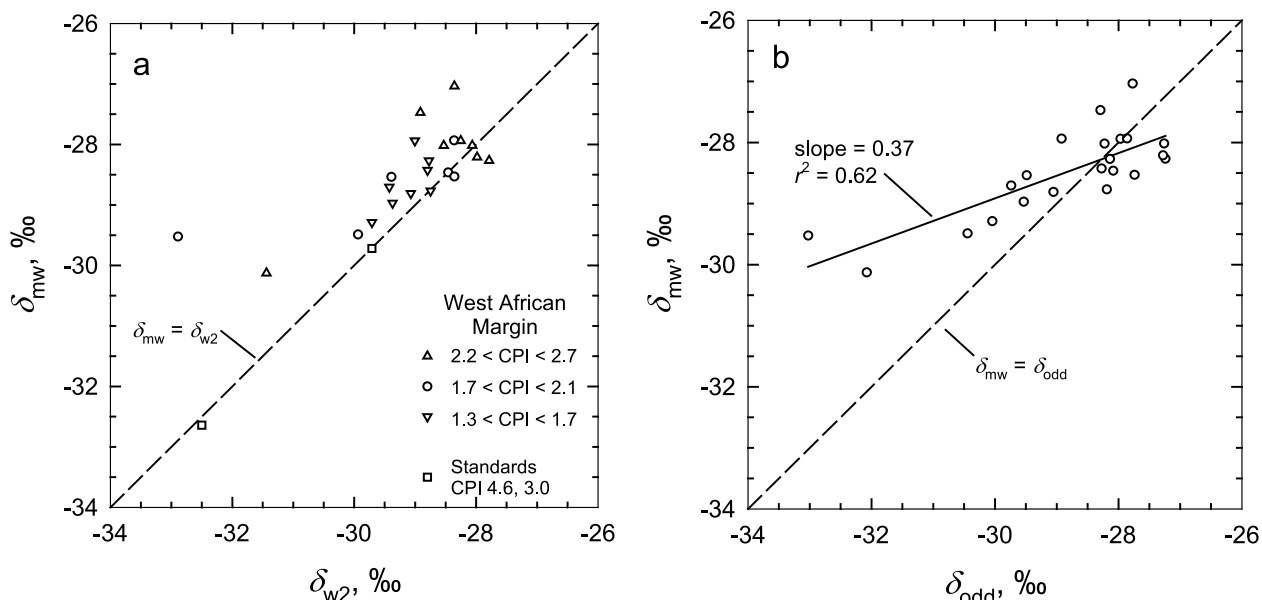 a
-26
-28
-30
-32
-34
δmw, ‰
-34 -32 -30 -28 -26
δw2, ‰
δmw = δw2
West African
Margin
2.2 < CPI < 2.7
1.7 < CPI < 2.1
1.3 < CPI < 1.7
Standards
CPI 4.6, 3.0
b
-26
-28
-30
-32
-34
δmw, ‰
-34 -32 -30 -28 -26
δodd, ‰
slope = 0.37
r² = 0.62
δmw = δodd